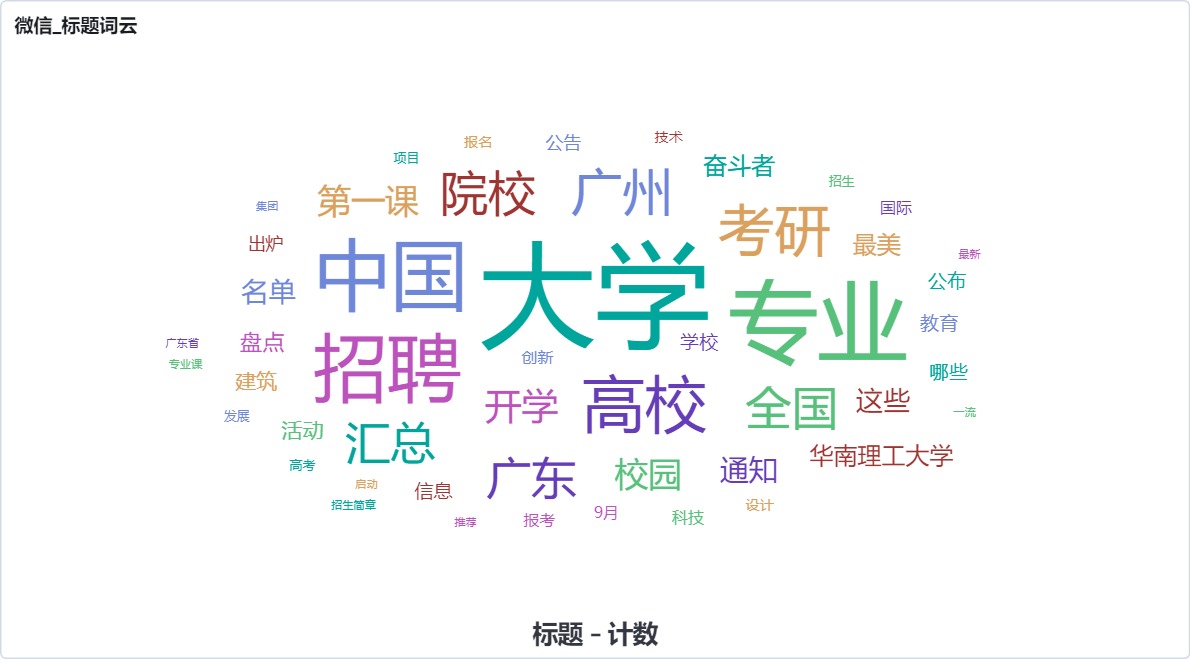 微信_标题词云
技术
报名
公告
项目
奋斗者
院校
广州
招生
第一课
集团
国际
考研
出炉
最美
中国
大学
最新
名单
公布
专业
教育
广东省
盘点
学校
创新
专业课
招聘
哪些
建筑
高校
开学
全国
这些
发展
一流
活动
汇总
华南理工大学
高考
广东
校园
通知
启动
信息
招生简章
设计
9月
推荐
报考
科技
标题 - 计数